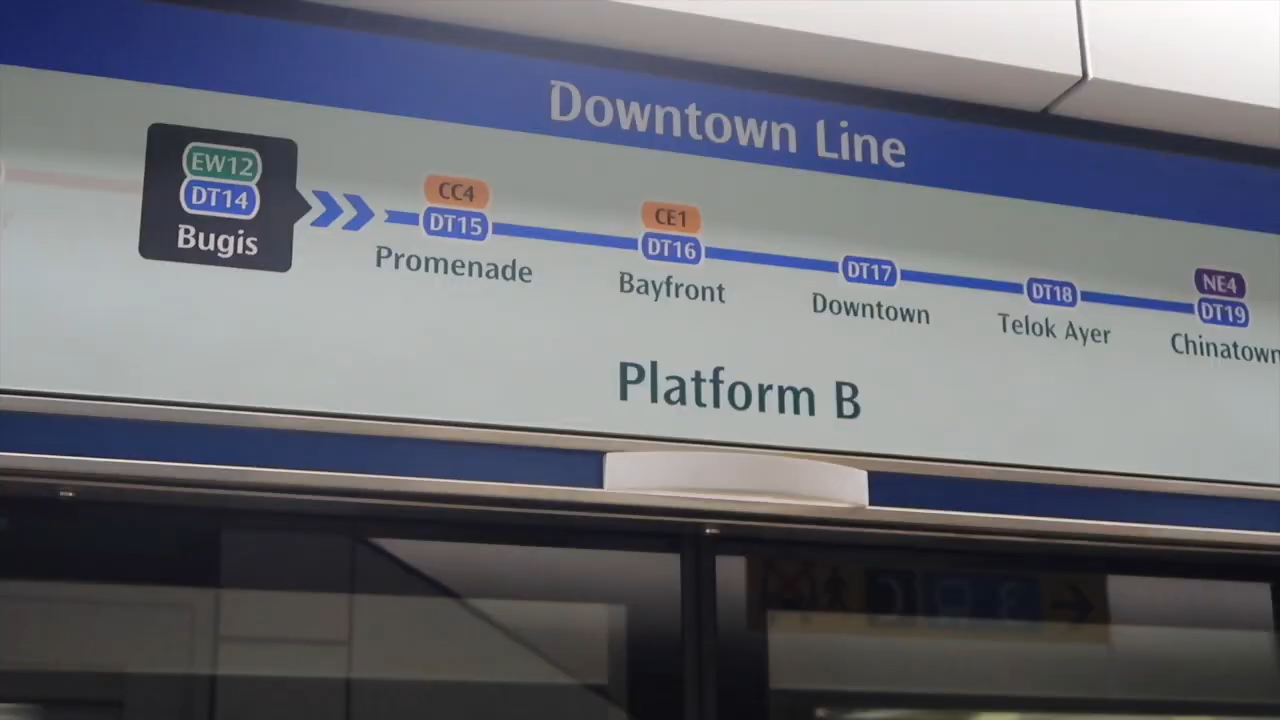 Downtown Line
EW12
DT14
Bugis
CC4
DT15
Promenade
CE1
DT16
Bayfront
DT17
Downtown
DT18
Telok Ayer
NE4
DT19
Chinatown
Platform B